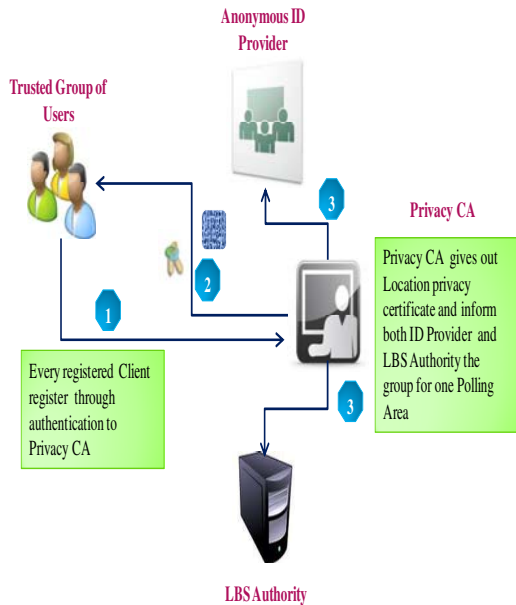 Anonymous ID
Provider
Trusted Group of
Users
3
Privacy CA
Privacy CA gives out
Location privacy
certificate and inform
both ID Provider and
LBS Authority the
group for one Polling
Area
2
1
Every registered Client
register through
authentication to
Privacy CA
3
LBS Authority